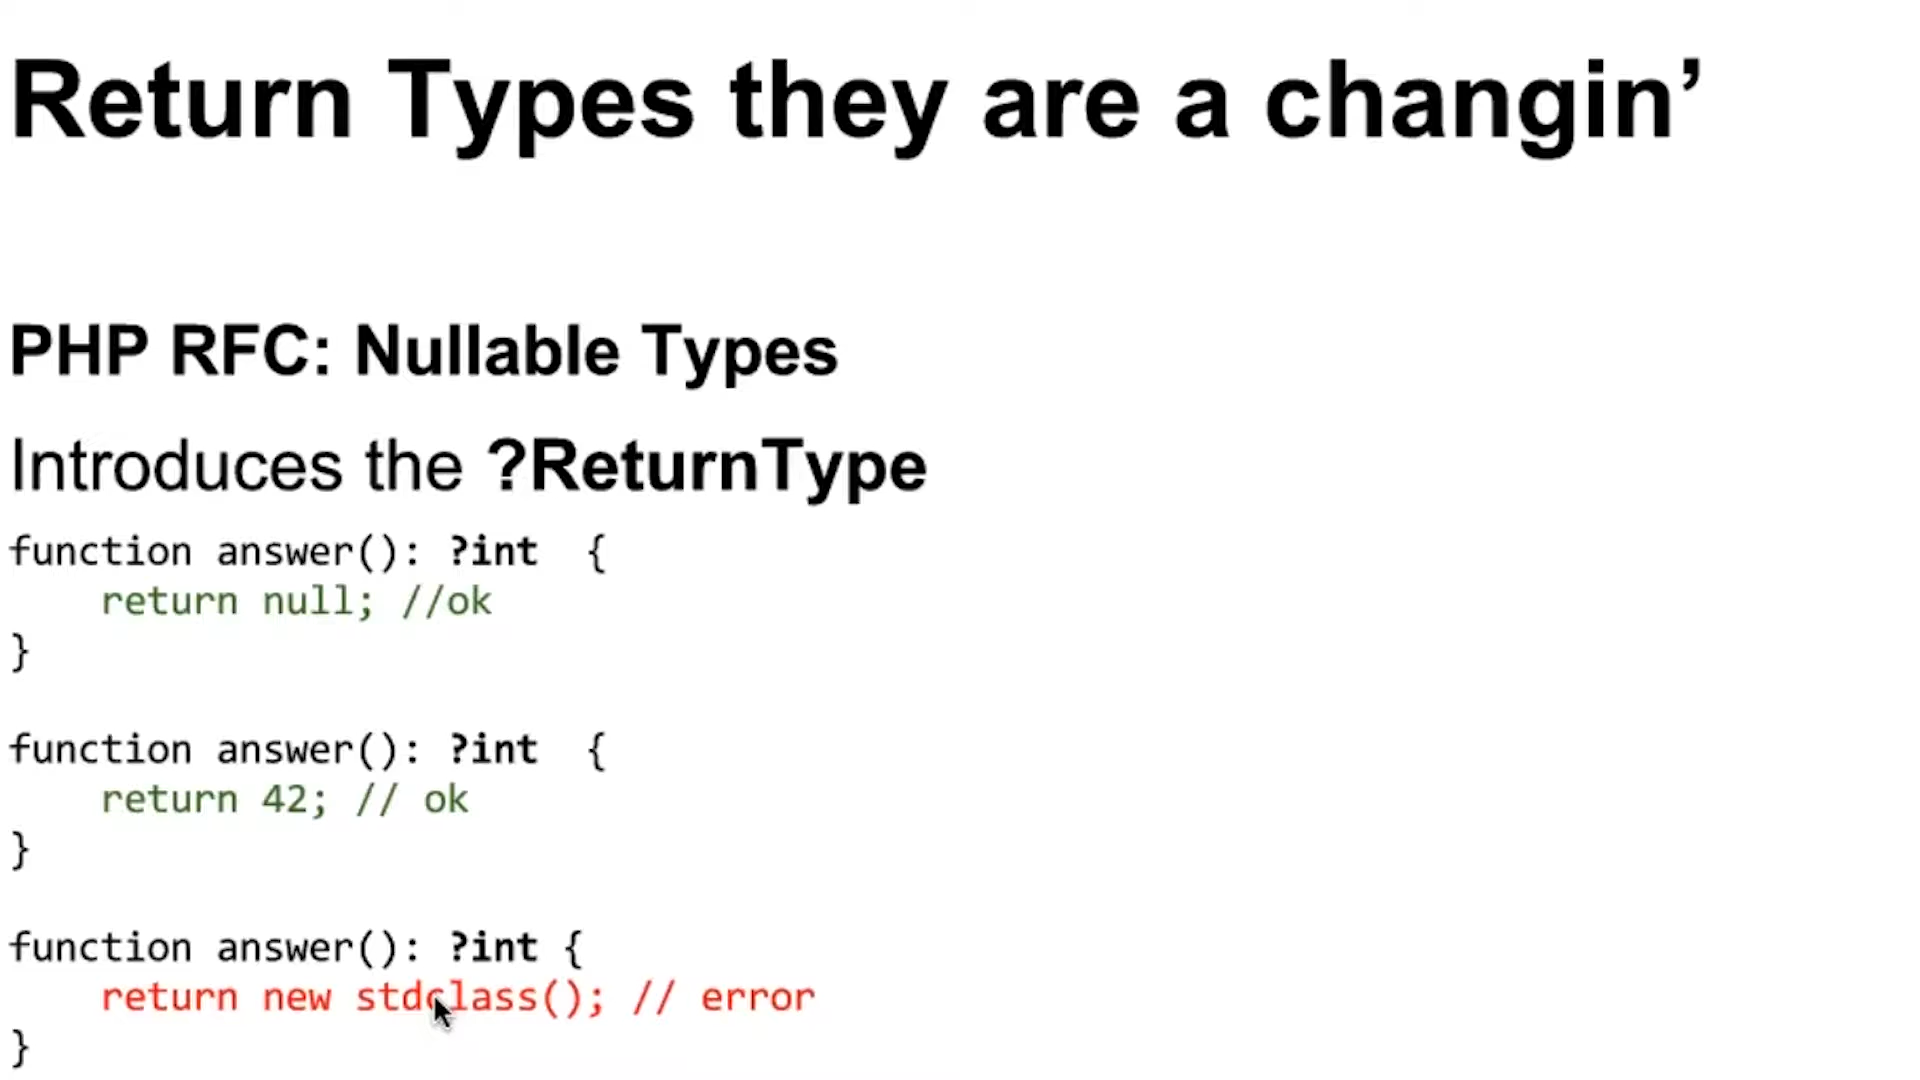 Return Types they are a changin’
PHP RFC: Nullable Types
Introduces the ?ReturnType
function answer(): ?int  {
    return null; //ok
}
function answer(): ?int  {
    return 42; // ok
}
function answer(): ?int {
    return new stdclass(); // error
}